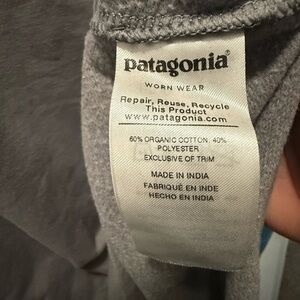 patagonia®
WORN WEAR
Repair, Reuse, Recycle
This Product
www.patagonia.com
60% ORGANIC COTTON 40%
POLYESTER
EXCLUSIVE OF TRIM
MADE IN INDIA
FABRIQUÉ EN INDE
HECHO EN INDIA